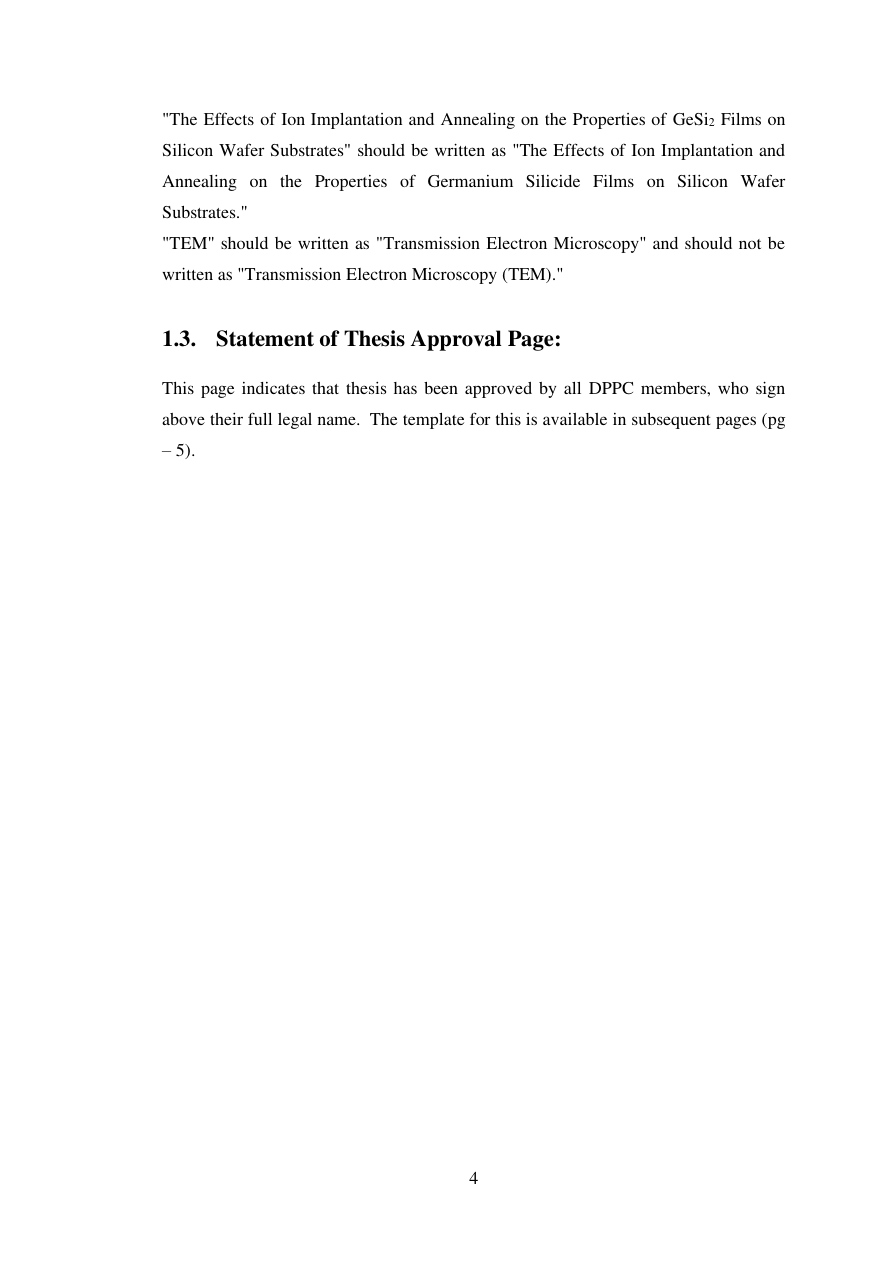 "The Effects of Ion Implantation and Annealing on the Properties of GeSi₂ Films on
Silicon Wafer Substrates" should be written as "The Effects of Ion Implantation and
Annealing on the Properties of Germanium Silicide Films on Silicon Wafer
Substrates."
"TEM" should be written as "Transmission Electron Microscopy" and should not be
written as "Transmission Electron Microscopy (TEM)."
1.3. Statement of Thesis Approval Page:
This page indicates that thesis has been approved by all DPPC members, who sign
above their full legal name. The template for this is available in subsequent pages (pg
– 5).
4